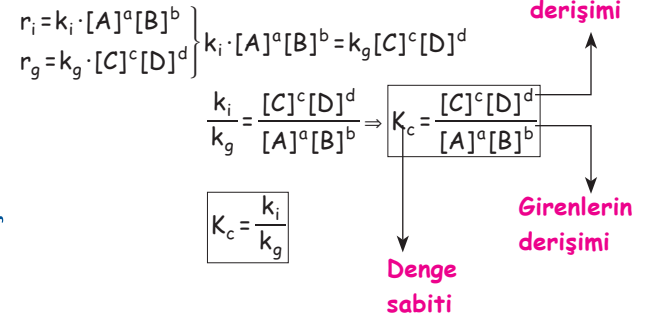 derişimi
rᵢ=kᵢ·[A]ᵃ[B]ᵇ
r_g=k_g·[C]ᶜ[D]ᵈ } kᵢ·[A]ᵃ[B]ᵇ=k_g[C]ᶜ[D]ᵈ
kᵢ/k_g = [C]ᶜ[D]ᵈ/[A]ᵃ[B]ᵇ ⇒ K_c = [C]ᶜ[D]ᵈ/[A]ᵃ[B]ᵇ
K_c = kᵢ/k_g
Girenlerin
derişimi
Denge
sabiti